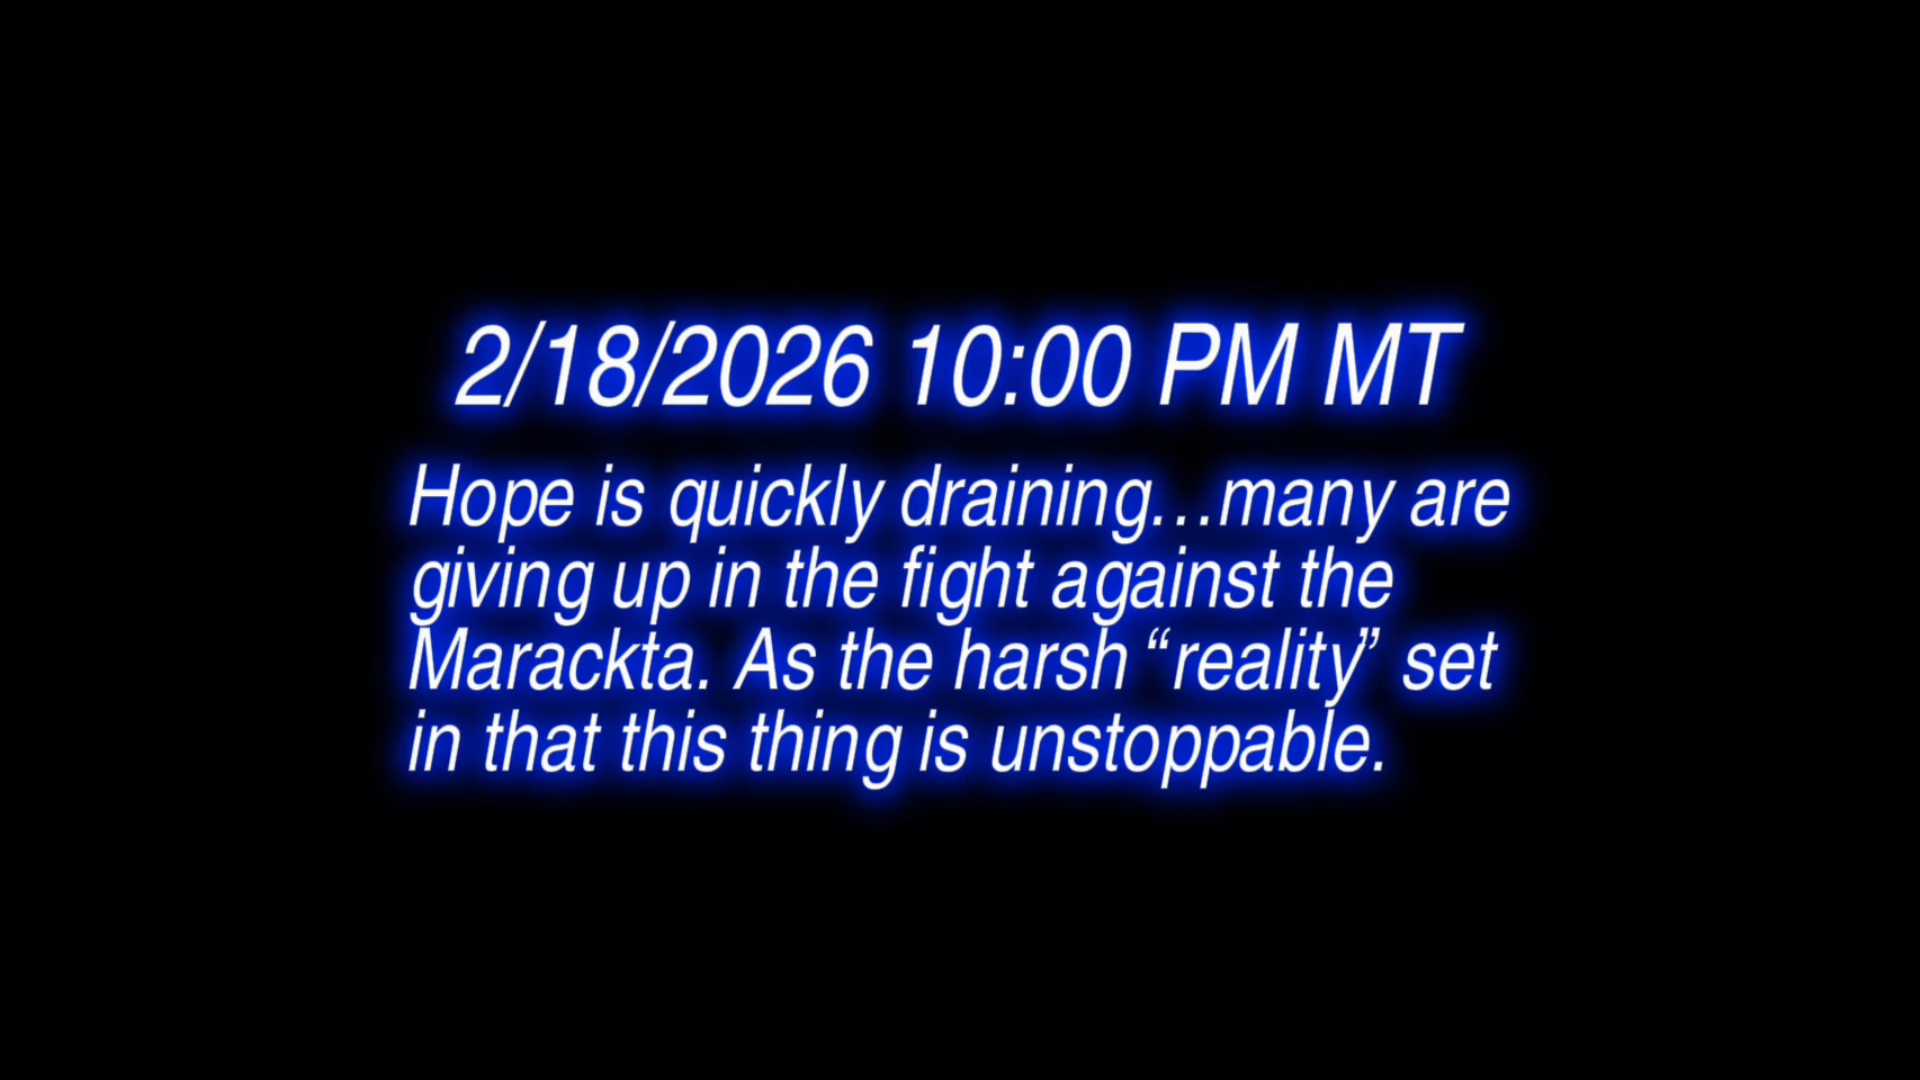 2/18/2026 10:00 PM MT
Hope is quickly draining...many are
giving up in the fight against the
Marackta. As the harsh “reality” set
in that this thing is unstoppable.